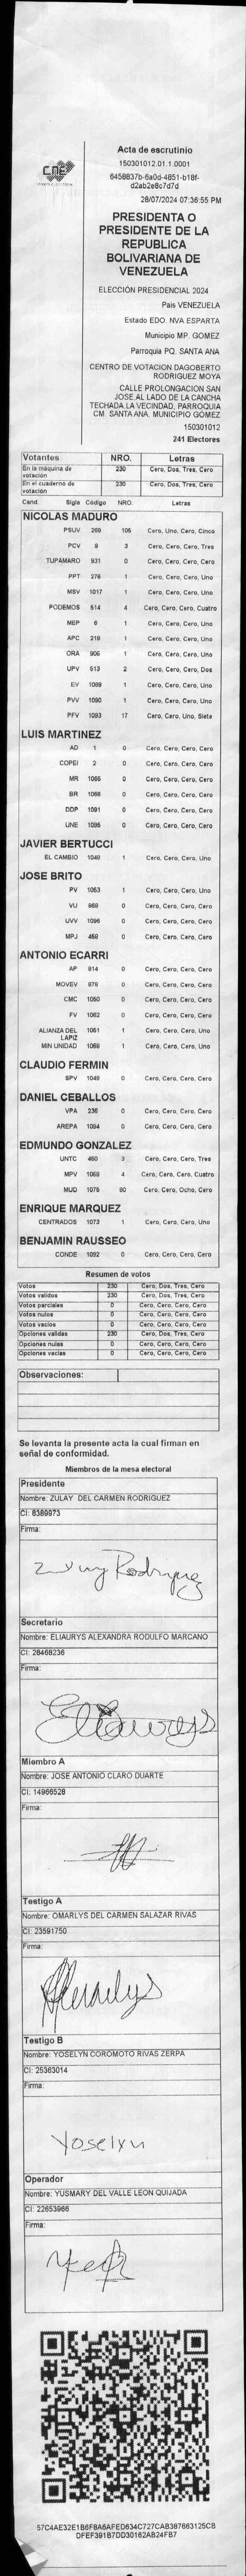 CNE
Acta de escrutinio
150301012.01.1.0001
6458837b-6a0d-4851-b18f-
d2ab2e8c7d7d
28/07/2024 07:36:55 PM
PRESIDENTA O
PRESIDENTE DE LA
REPUBLICA
BOLIVARIANA DE
VENEZUELA
ELECCIÓN PRESIDENCIAL 2024
Pais VENEZUELA
Estado EDO. NVA ESPARTA
Municipio MP. GOMEZ
Parroquia PQ. SANTA ANA
CENTRO DE VOTACION DAGOBERTO
RODRIGUEZ MOYA
CALLE PROLONGACION SAN
JOSE AL LADO DE LA CANCHA
TECHADA LA VECINDAD, PARROQUIA
CM. SANTA ANA. MUNICIPIO GOMEZ
150301012
241 Electores
Votantes NRO. Letras
En la máquina de votación 230 Cero, Dos, Tres, Cero
En el cuaderno de votación 230 Cero, Dos, Tres, Cero
Cand. Sigla Código NRO. Letras
NICOLAS MADURO
PSUV 269 105 Cero, Uno, Cero, Cinco
PCV 9 3 Cero, Cero, Cero, Tres
TUPAMARO 931 0 Cero, Cero, Cero, Cero
PPT 276 1 Cero, Cero, Cero, Uno
MSV 1017 1 Cero, Cero, Cero, Uno
PODEMOS 514 4 Cero, Cero, Cero, Cuatro
MEP 6 1 Cero, Cero, Cero, Uno
APC 219 1 Cero, Cero, Cero, Uno
ORA 906 1 Cero, Cero, Cero, Uno
UPV 513 2 Cero, Cero, Cero, Dos
EV 1089 1 Cero, Cero, Cero, Uno
PVV 1090 1 Cero, Cero, Cero, Uno
PFV 1093 17 Cero, Cero, Uno, Siete
LUIS MARTINEZ
AD 1 0 Cero, Cero, Cero, Cero
COPEI 2 0 Cero, Cero, Cero, Cero
MR 1065 0 Cero, Cero, Cero, Cero
BR 1066 0 Cero, Cero, Cero, Cero
DDP 1091 0 Cero, Cero, Cero, Cero
UNE 1095 0 Cero, Cero, Cero, Cero
JAVIER BERTUCCI
EL CAMBIO 1048 1 Cero, Cero, Cero, Uno
JOSE BRITO
PV 1053 1 Cero, Cero, Cero, Uno
VU 868 0 Cero, Cero, Cero, Cero
UVV 1096 0 Cero, Cero, Cero, Cero
MPJ 459 0 Cero, Cero, Cero, Cero
ANTONIO ECARRI
AP 814 0 Cero, Cero, Cero, Cero
MOVEV 978 0 Cero, Cero, Cero, Cero
CMC 1050 0 Cero, Cero, Cero, Cero
FV 1062 0 Cero, Cero, Cero, Cero
ALIANZA DEL LAPIZ 1051 1 Cero, Cero, Cero, Uno
MIN UNIDAD 1069 1 Cero, Cero, Cero, Uno
CLAUDIO FERMIN
SPV 1049 0 Cero, Cero, Cero, Cero
DANIEL CEBALLOS
VPA 236 0 Cero, Cero, Cero, Cero
AREPA 1094 0 Cero, Cero, Cero, Cero
EDMUNDO GONZALEZ
UNTC 460 3 Cero, Cero, Cero, Tres
MPV 1069 4 Cero, Cero, Cero, Cuatro
MUD 1075 80 Cero, Cero, Ocho, Cero
ENRIQUE MARQUEZ
CENTRADOS 1073 1 Cero, Cero, Cero, Uno
BENJAMIN RAUSSEO
CONDE 1092 0 Cero, Cero, Cero, Cero
Resumen de votos
Votos 230 Cero, Dos, Tres, Cero
Votos validos 230 Cero, Dos, Tres, Cero
Votos parciales 0 Cero, Cero, Cero, Cero
Votos nulos 0 Cero, Cero, Cero, Cero
Votos vacios 0 Cero, Cero, Cero, Cero
Opciones validas 230 Cero, Dos, Tres, Cero
Opciones nulas 0 Cero, Cero, Cero, Cero
Opciones vacias 0 Cero, Cero, Cero, Cero
Observaciones:
Se levanta la presente acta la cual firman en
señal de conformidad.
Miembros de la mesa electoral
Presidente
Nombre: ZULAY DEL CARMEN RODRIGUEZ
CI: 8389973
Firma:
Zulay Rodriguez
Secretario
Nombre: ELIAURYS ALEXANDRA RODULFO MARCANO
CI: 28468236
Firma:
Eliaurys
Miembro A
Nombre: JOSE ANTONIO CLARO DUARTE
CI: 14966528
Firma:
Testigo A
Nombre: OMARLYS DEL CARMEN SALAZAR RIVAS
CI: 23591750
Firma:
Testigo B
Nombre: YOSELYN COROMOTO RIVAS ZERPA
CI: 25363014
Firma:
Yoselyn
Operador
Nombre: YUSMARY DEL VALLE LEON QUIJADA
CI: 22653966
Firma:
57C4AE32E1B6F8A6AFED634C727CAB387663125CB
DFEF391B7DD30162AB24FB7